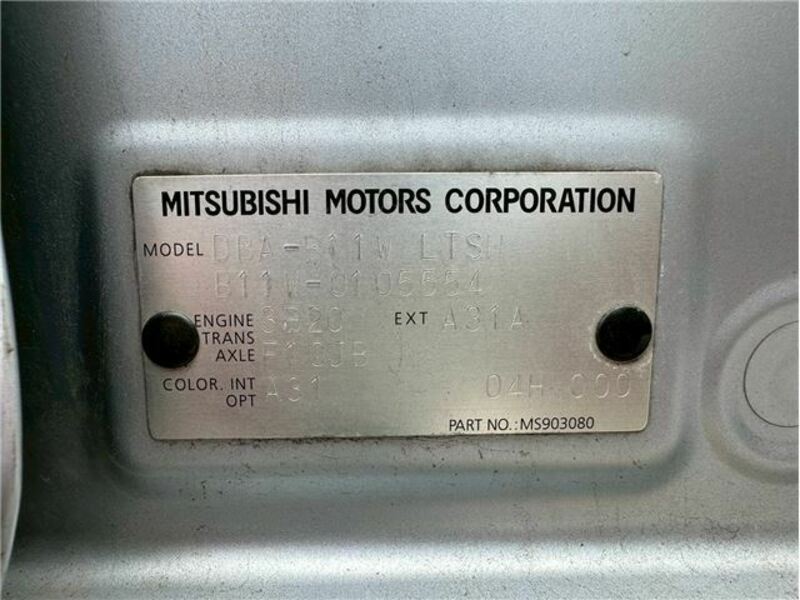 MITSUBISHI MOTORS CORPORATION
MODEL DBA-B11W LTSH
B11W-0105554
ENGINE 3B20 EXT A31A
TRANS
AXLE F1CJB J
COLOR. INT A31 04H 000
OPT
PART NO.: MS903080